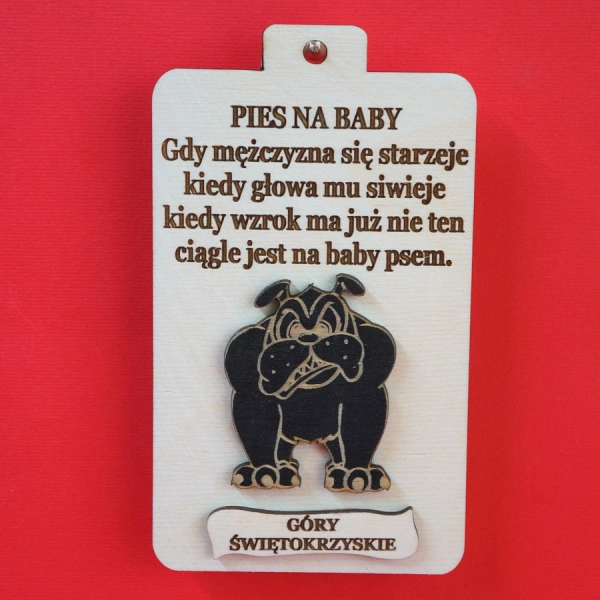 PIES NA BABY
Gdy mężczyzna się starzeje
kiedy głowa mu siwieje
kiedy wzrok ma już nie ten
ciągle jest na baby psem.
GÓRY
ŚWIĘTOKRZYSKIE